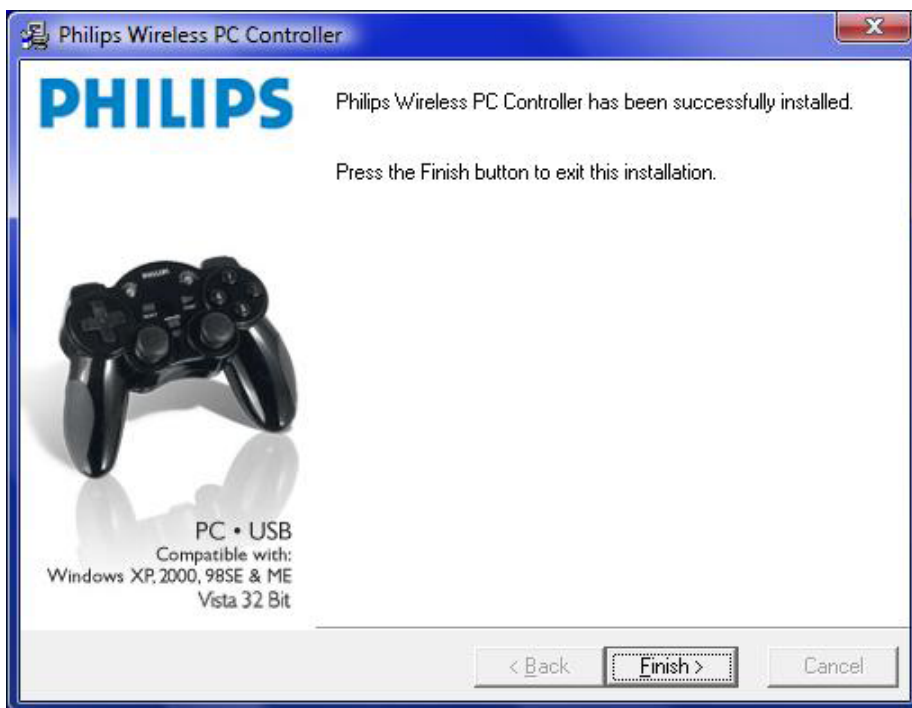 Philips Wireless PC Controller
X
PHILIPS
Philips Wireless PC Controller has been successfully installed.
Press the Finish button to exit this installation.
PHILIPS
PC • USB
Compatible with:
Windows XP, 2000, 98SE & ME
Vista 32 Bit
< Back
Finish >
Cancel